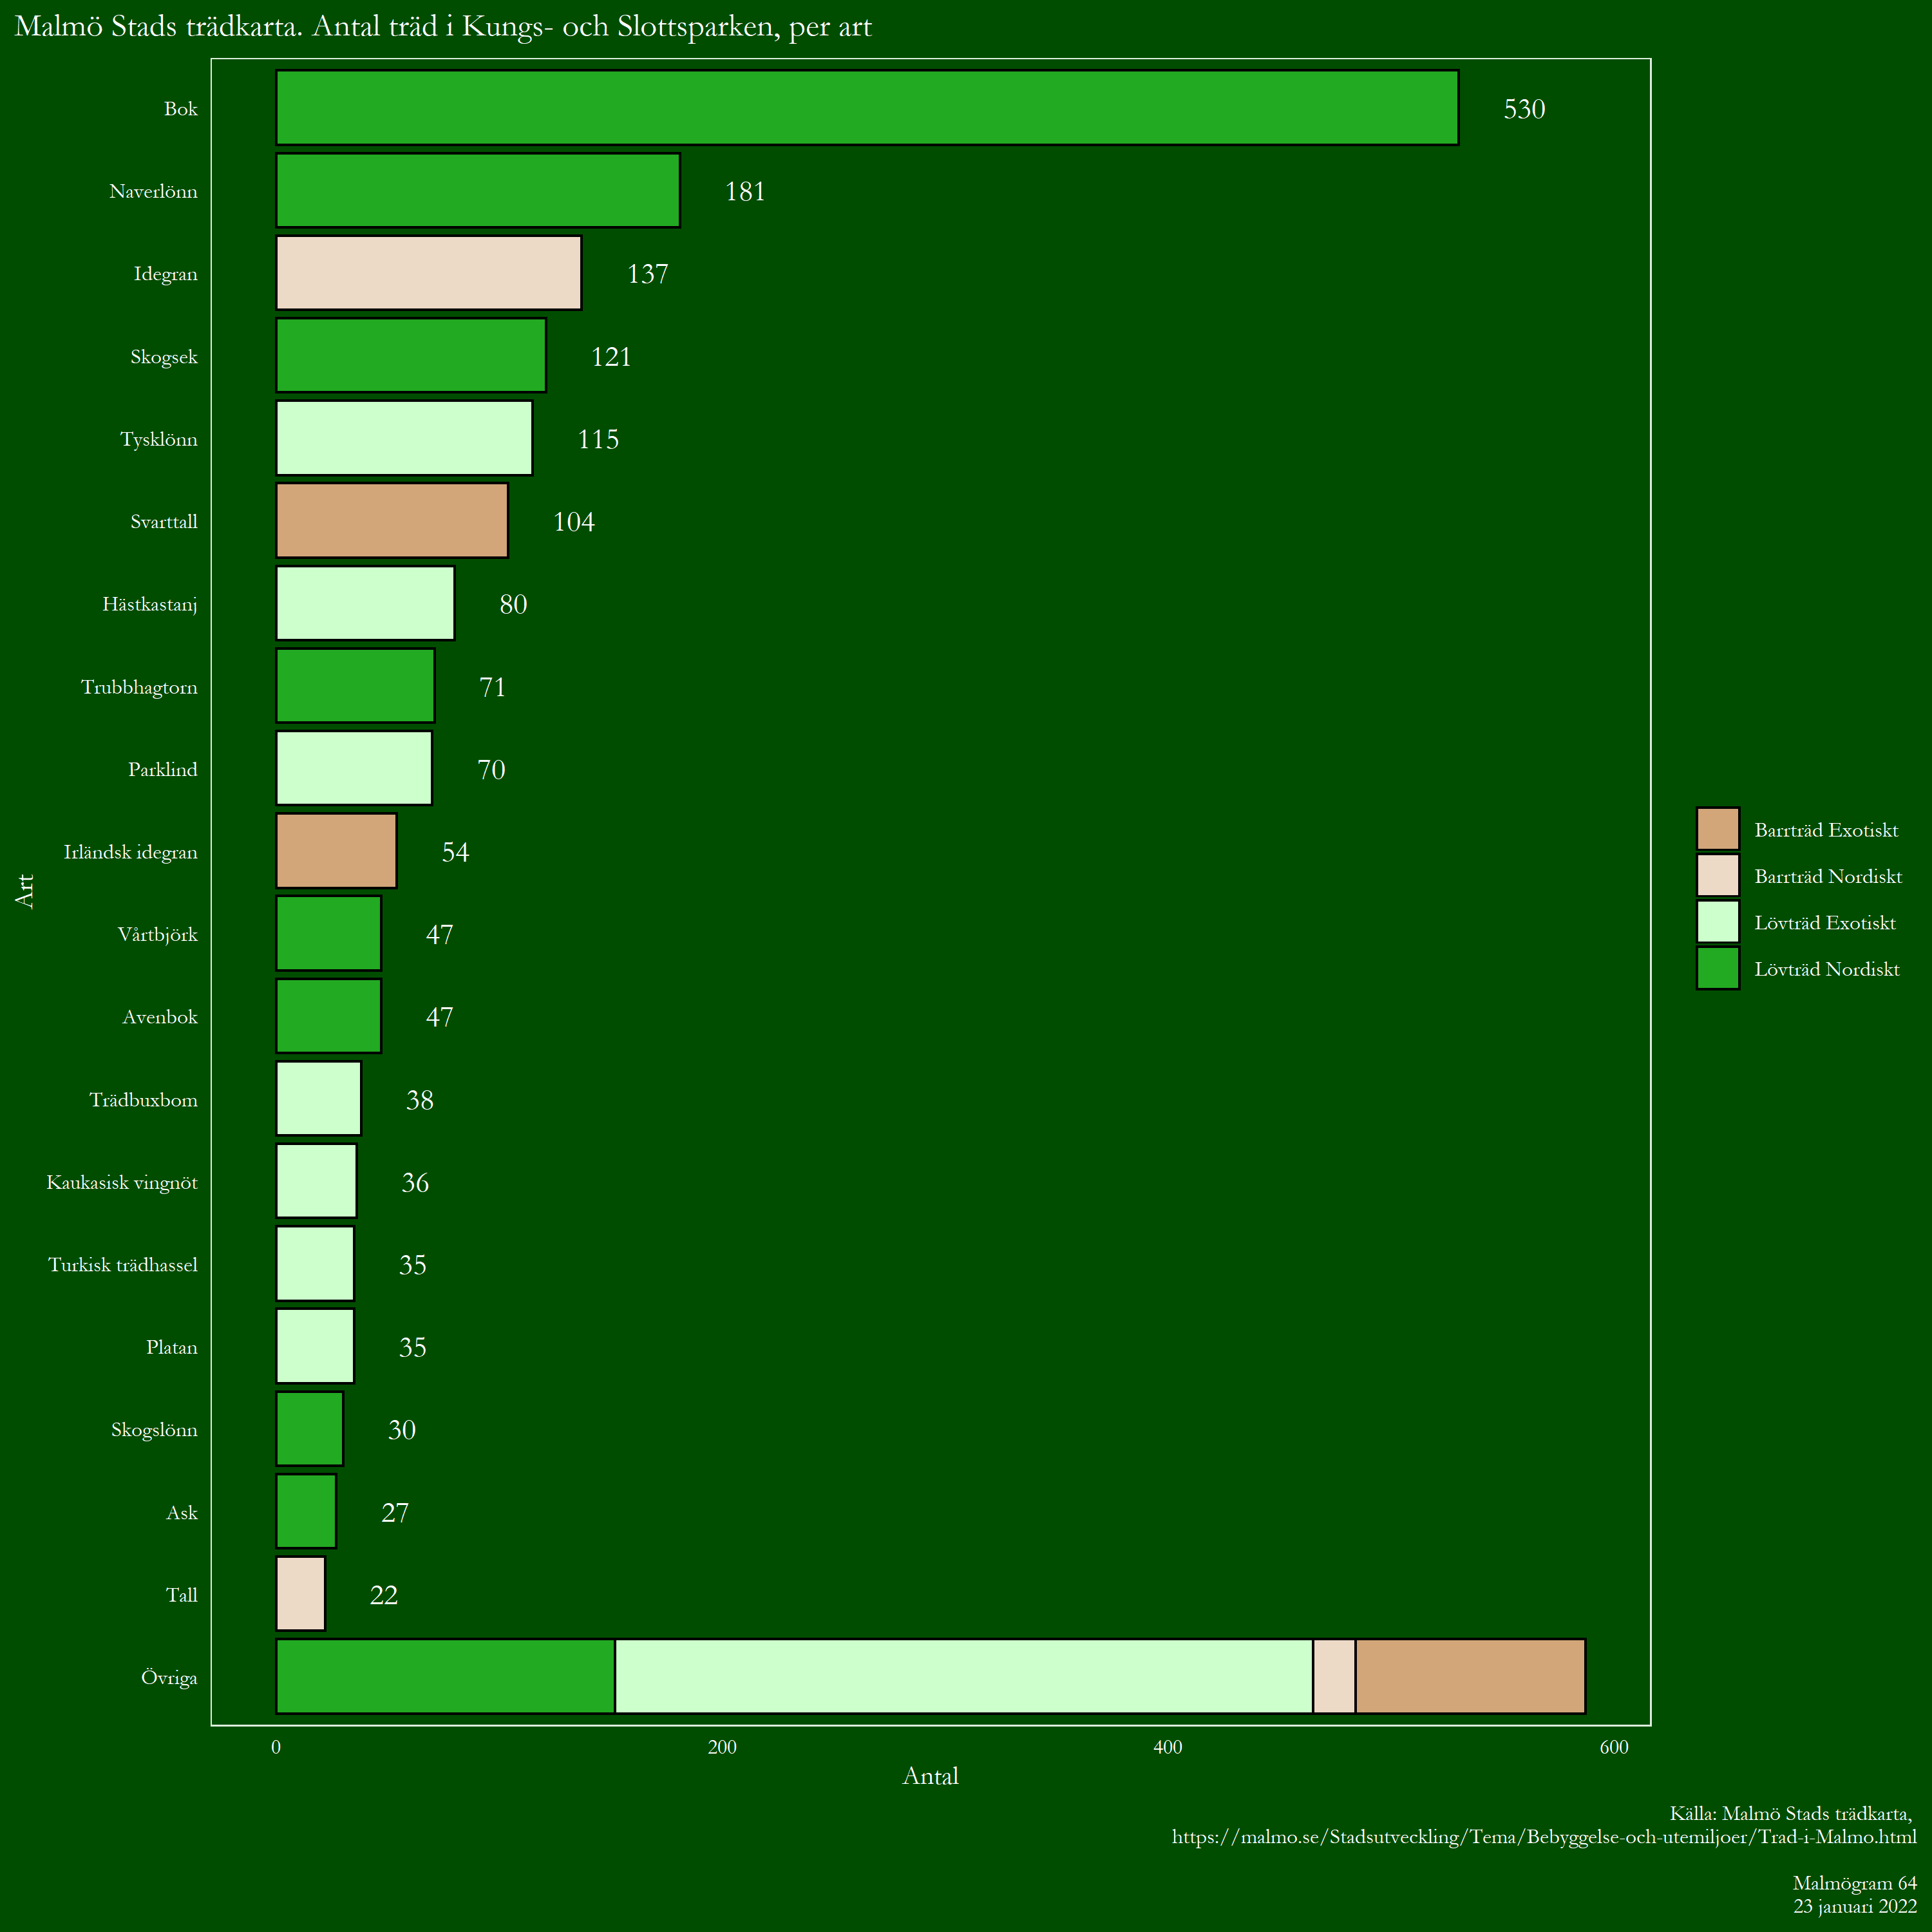 Malmö Stads trädkarta. Antal träd i Kungs- och Slottsparken, per art
Bok 530
Naverlönn 181
Idegran 137
Skogsek 121
Tysklönn 115
Svarttall 104
Hästkastanj 80
Trubbhagtorn 71
Parklind 70
Irländsk idegran 54
Vårtbjörk 47
Avenbok 47
Trädbuxbom 38
Kaukasisk vingnöt 36
Turkisk trädhassel 35
Platan 35
Skogslönn 30
Ask 27
Tall 22
Övriga
Art
0 200 400 600
Antal
Barrträd Exotiskt
Barrträd Nordiskt
Lövträd Exotiskt
Lövträd Nordiskt
Källa: Malmö Stads trädkarta,
https://malmo.se/Stadsutveckling/Tema/Bebyggelse-och-utemiljoer/Trad-i-Malmo.html
Malmögram 64
23 januari 2022